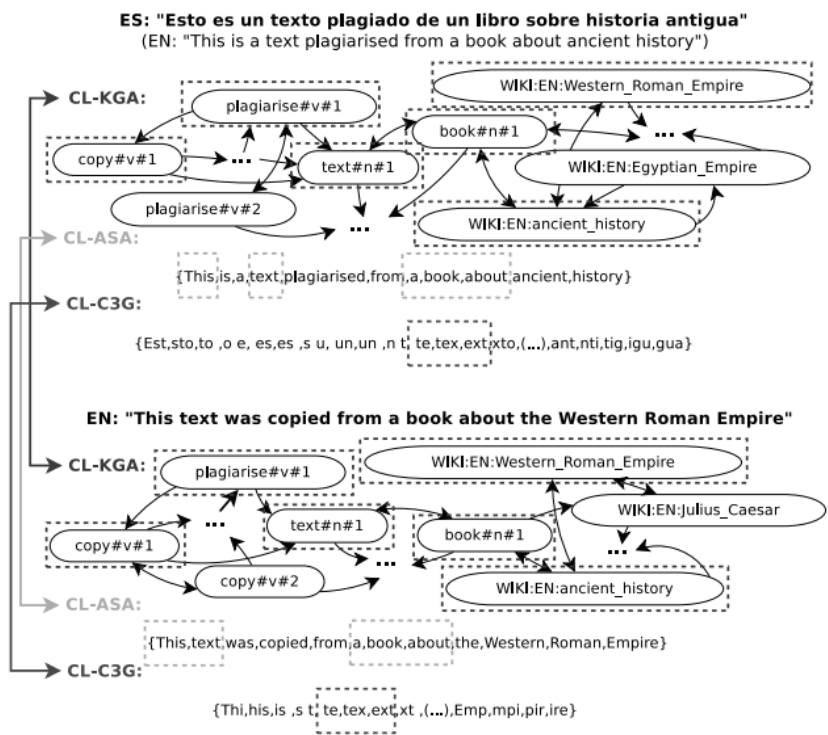 ES: "Esto es un texto plagiado de un libro sobre historia antigua"
(EN: "This is a text plagiarised from a book about ancient history")
CL-KGA:
plagiarise#v#1
WIKI:EN:Western_Roman_Empire
copy#v#1
...
text#n#1
book#n#1
...
WIKI:EN:Egyptian_Empire
plagiarise#v#2
...
WIKI:EN:ancient_history
CL-ASA:
{This,is,a,text,plagiarised,from,a,book,about,ancient,history}
CL-C3G:
{Est,sto,to ,o e, es,es ,s u, un,un ,n t, te,tex,ext,xto,(...),ant,nti,tig,igu,gua}
EN: "This text was copied from a book about the Western Roman Empire"
CL-KGA:
plagiarise#v#1
WIKI:EN:Western_Roman_Empire
copy#v#1
...
text#n#1
book#n#1
WIKI:EN:Julius_Caesar
...
copy#v#2
...
WIKI:EN:ancient_history
CL-ASA:
{This,text,was,copied,from,a,book,about,the,Western,Roman,Empire}
CL-C3G:
{Thi,his,is ,s t, te,tex,ext,xt ,(...),Emp,mpi,pir,ire}